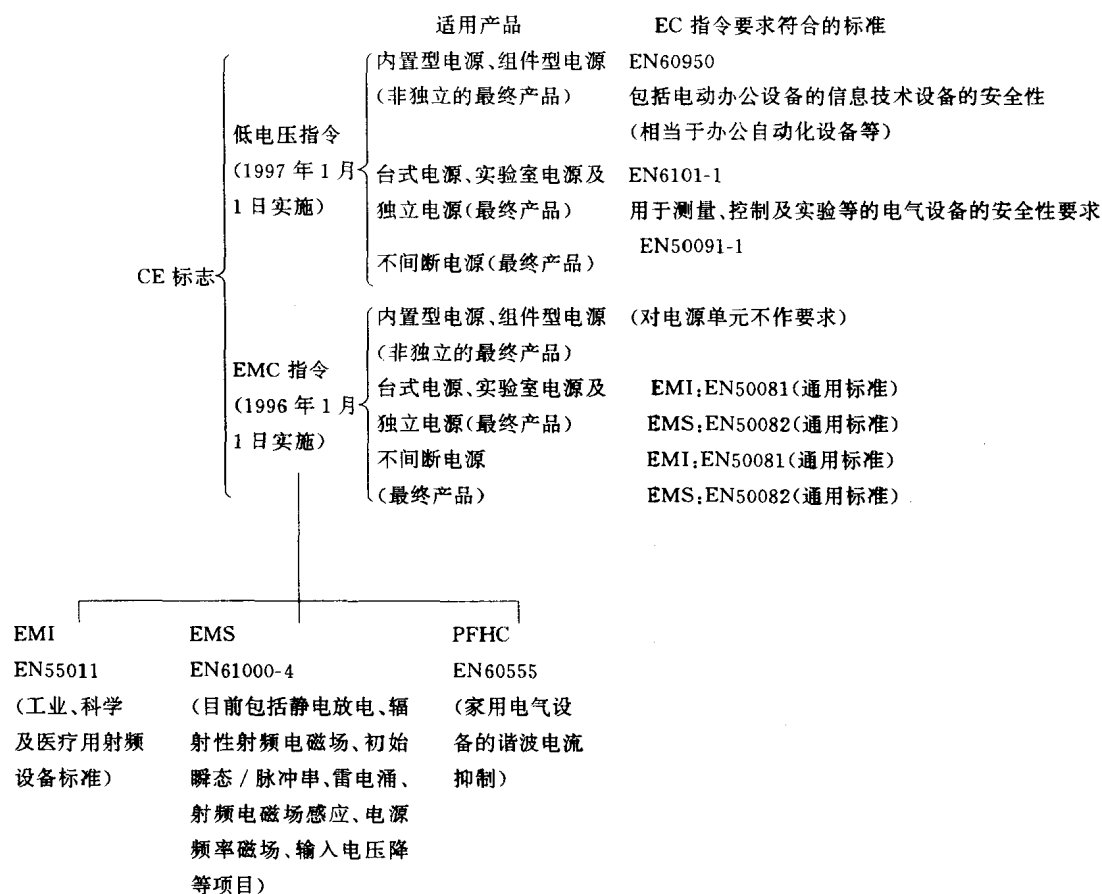 适用产品 EC 指令要求符合的标准
内置型电源、组件型电源 EN60950
(非独立的最终产品) 包括电动办公设备的信息技术设备的安全性
低电压指令 (相当于办公自动化设备等)
(1997 年 1 月 台式电源、实验室电源及 EN6101-1
1 日实施) 独立电源(最终产品) 用于测量、控制及实验等的电气设备的安全性要求
EN50091-1
不间断电源(最终产品)
CE 标志
内置型电源、组件型电源 (对电源单元不作要求)
(非独立的最终产品)
EMC 指令
台式电源、实验室电源及 EMI:EN50081(通用标准)
(1996 年 1 月
独立电源(最终产品) EMS:EN50082(通用标准)
1 日实施)
不间断电源 EMI:EN50081(通用标准)
(最终产品) EMS:EN50082(通用标准)
EMI
EN55011
(工业、科学
及医疗用射频
设备标准)
EMS
EN61000-4
(目前包括静电放电、辐
射性射频电磁场、初始
瞬态/脉冲串、雷电涌、
射频电磁场感应、电源
频率磁场、输入电压降
等项目)
PFHC
EN60555
(家用电气设
备的谐波电流
抑制)